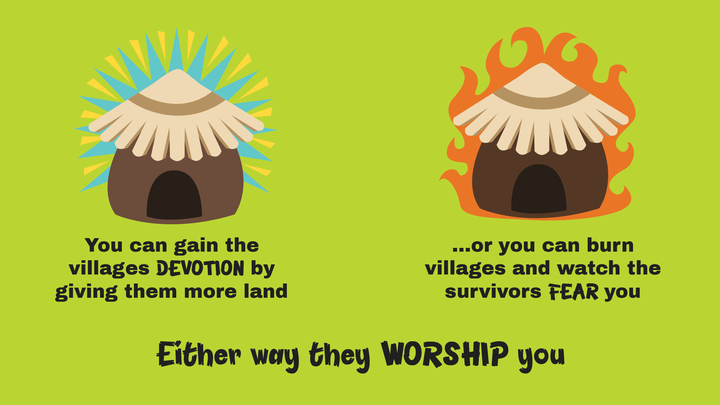 You can gain the
villages DEVOTION by
giving them more land
...or you can burn
villages and watch the
survivors FEAR you
Either way they WORSHIP you